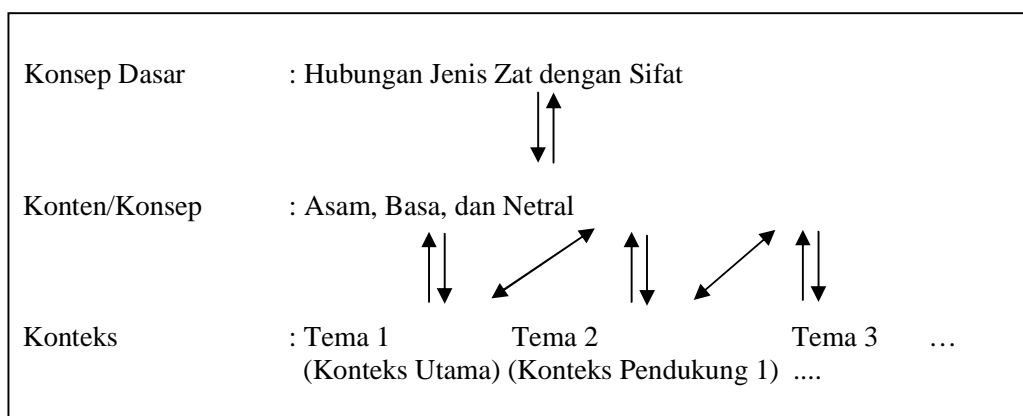 Konsep Dasar : Hubungan Jenis Zat dengan Sifat
Konten/Konsep : Asam, Basa, dan Netral
Konteks : Tema 1 Tema 2 Tema 3 …
(Konteks Utama) (Konteks Pendukung 1) ....